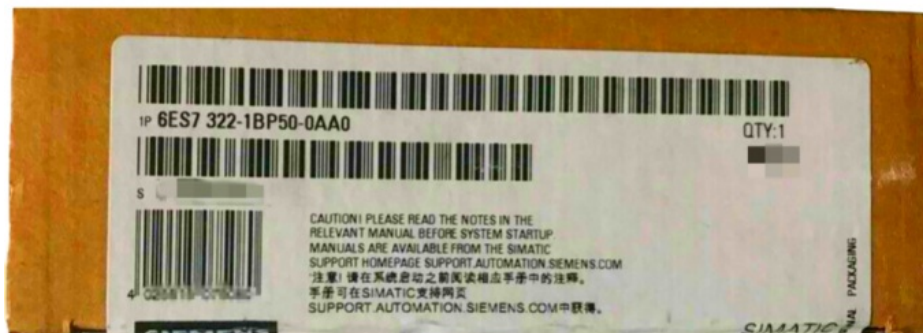 1P 6ES7 322-1BP50-0AA0
QTY:1
S
CAUTION! PLEASE READ THE NOTES IN THE
RELEVANT MANUAL BEFORE SYSTEM STARTUP
MANUALS ARE AVAILABLE FROM THE SIMATIC
SUPPORT HOMEPAGE SUPPORT.AUTOMATION.SIEMENS.COM
注意! 请在系统启动之前阅读相应手册中的注释。
手册可在SIMATIC支持网页
SUPPORT.AUTOMATION.SIEMENS.COM中获得。
SIEMENS
SIMATIC
PACKAGING